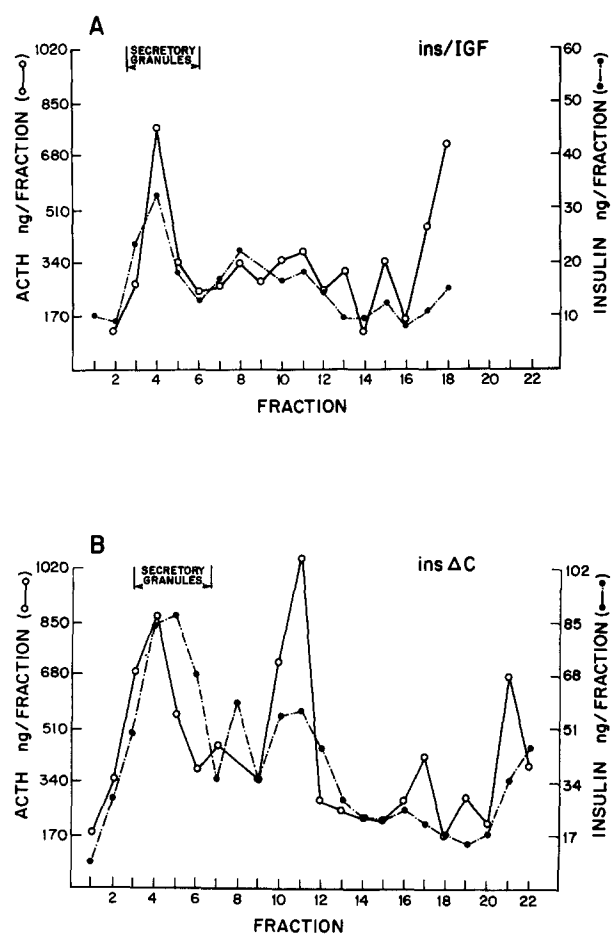 A
SECRETORY
GRANULES
ins/IGF
1020
850
680
510
340
170
ACTH ng/FRACTION (○—○)
60
50
40
30
20
10
INSULIN ng/FRACTION (●-·-●)
2 4 6 8 10 12 14 16 18 20 22
FRACTION
B
SECRETORY
GRANULES
ins ΔC
1020
850
680
510
340
170
ACTH ng/FRACTION (○—○)
102
85
68
51
34
17
INSULIN ng/FRACTION (●-·-●)
2 4 6 8 10 12 14 16 18 20 22
FRACTION